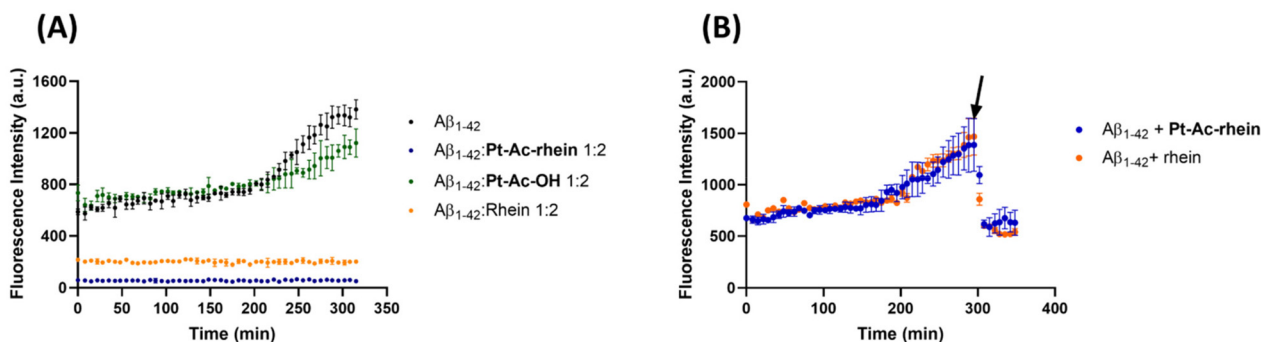 (A)
Fluorescence Intensity (a.u.)
1600
1200
800
400
0
0 50 100 150 200 250 300 350
Time (min)
Aβ1-42
Aβ1-42:Pt-Ac-rhein 1:2
Aβ1-42:Pt-Ac-OH 1:2
Aβ1-42:Rhein 1:2
(B)
Fluorescence Intensity (a.u.)
2000
1500
1000
500
0
0 100 200 300 400
Time (min)
Aβ1-42 + Pt-Ac-rhein
Aβ1-42+ rhein